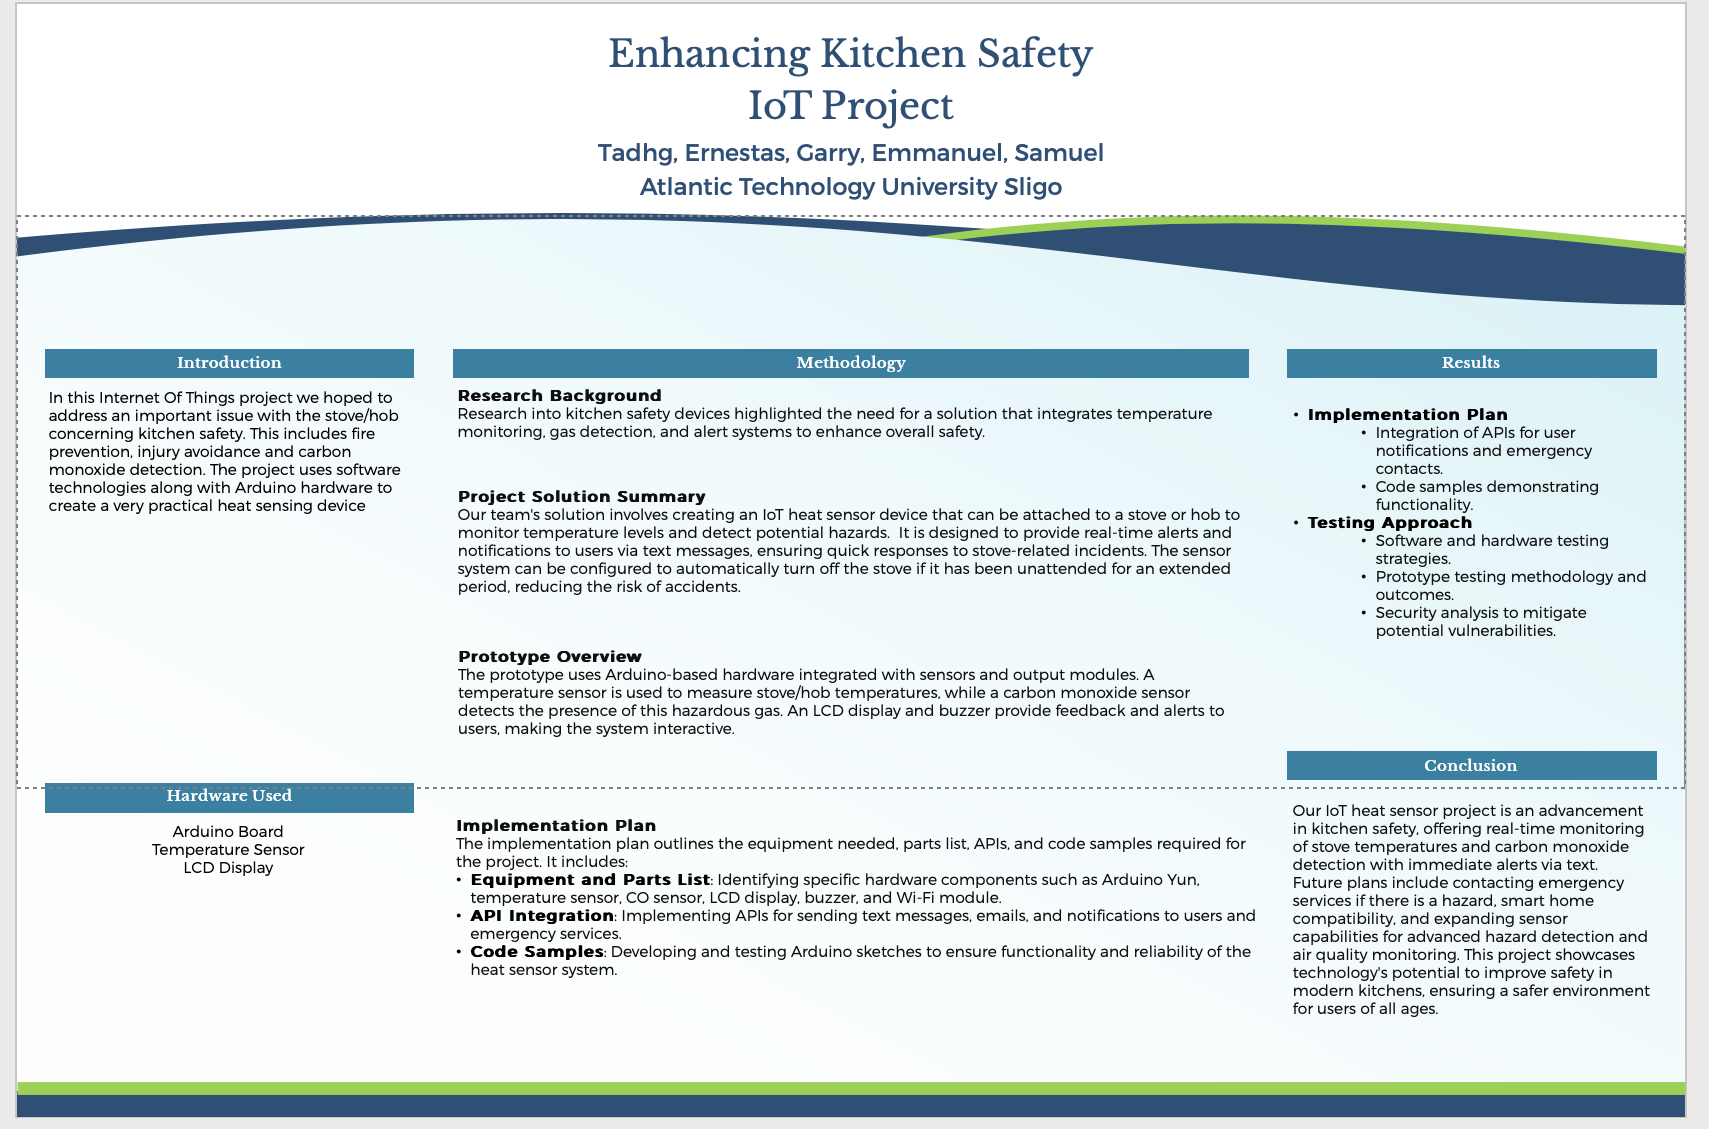 Enhancing Kitchen Safety
IoT Project
Tadhg, Ernestas, Garry, Emmanuel, Samuel
Atlantic Technology University Sligo
Introduction
In this Internet Of Things project we hoped to
address an important issue with the stove/hob
concerning kitchen safety. This includes fire
prevention, injury avoidance and carbon
monoxide detection. The project uses software
technologies along with Arduino hardware to
create a very practical heat sensing device
Hardware Used
Arduino Board
Temperature Sensor
LCD Display
Methodology
Research Background
Research into kitchen safety devices highlighted the need for a solution that integrates temperature
monitoring, gas detection, and alert systems to enhance overall safety.
Project Solution Summary
Our team's solution involves creating an IoT heat sensor device that can be attached to a stove or hob to
monitor temperature levels and detect potential hazards.  It is designed to provide real-time alerts and
notifications to users via text messages, ensuring quick responses to stove-related incidents. The sensor
system can be configured to automatically turn off the stove if it has been unattended for an extended
period, reducing the risk of accidents.
Prototype Overview
The prototype uses Arduino-based hardware integrated with sensors and output modules. A
temperature sensor is used to measure stove/hob temperatures, while a carbon monoxide sensor
detects the presence of this hazardous gas. An LCD display and buzzer provide feedback and alerts to
users, making the system interactive.
Implementation Plan
The implementation plan outlines the equipment needed, parts list, APIs, and code samples required for
the project. It includes:
• Equipment and Parts List: Identifying specific hardware components such as Arduino Yun,
temperature sensor, CO sensor, LCD display, buzzer, and Wi-Fi module.
• API Integration: Implementing APIs for sending text messages, emails, and notifications to users and
emergency services.
• Code Samples: Developing and testing Arduino sketches to ensure functionality and reliability of the
heat sensor system.
Results
• Implementation Plan
• Integration of APIs for user
notifications and emergency
contacts.
• Code samples demonstrating
functionality.
• Testing Approach
• Software and hardware testing
strategies.
• Prototype testing methodology and
outcomes.
• Security analysis to mitigate
potential vulnerabilities.
Conclusion
Our IoT heat sensor project is an advancement
in kitchen safety, offering real-time monitoring
of stove temperatures and carbon monoxide
detection with immediate alerts via text.
Future plans include contacting emergency
services if there is a hazard, smart home
compatibility, and expanding sensor
capabilities for advanced hazard detection and
air quality monitoring. This project showcases
technology's potential to improve safety in
modern kitchens, ensuring a safer environment
for users of all ages.